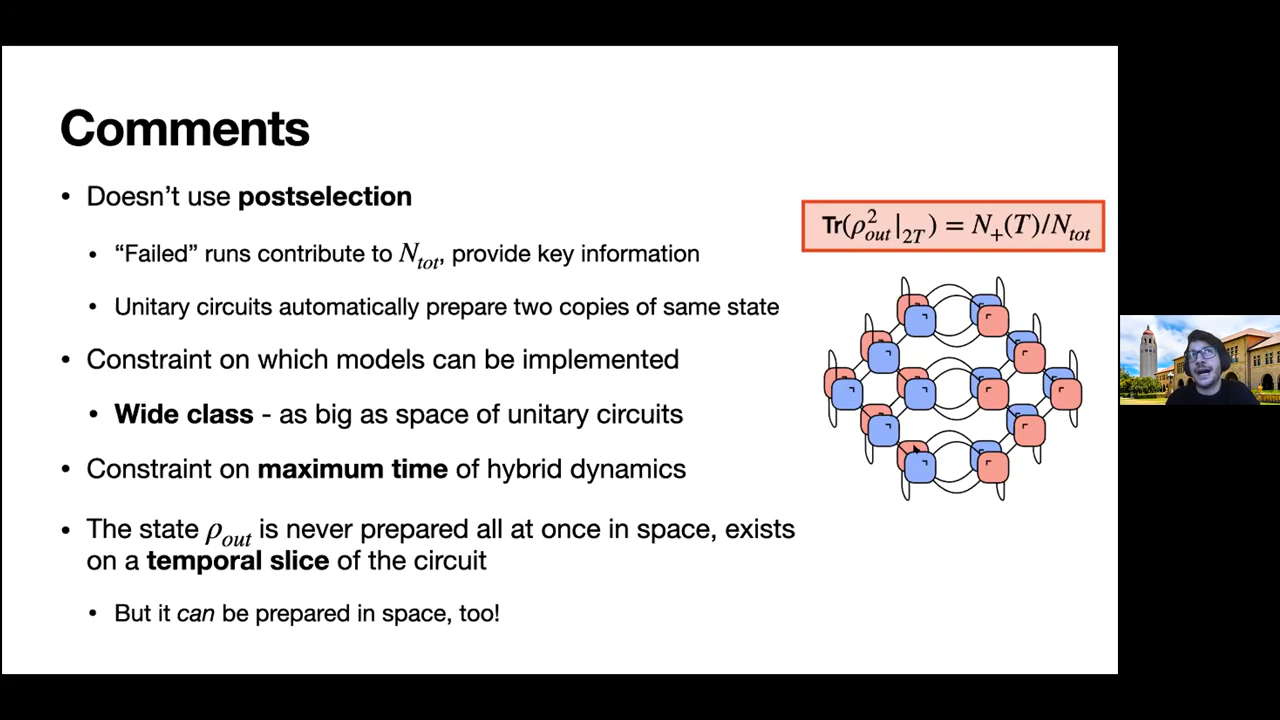 Comments
• Doesn’t use postselection
• “Failed” runs contribute to N_tot, provide key information
• Unitary circuits automatically prepare two copies of same state
• Constraint on which models can be implemented
• Wide class - as big as space of unitary circuits
• Constraint on maximum time of hybrid dynamics
• The state ρ_out is never prepared all at once in space, exists
on a temporal slice of the circuit
• But it can be prepared in space, too!
Tr(ρ²_out|_2T) = N_+(T)/N_tot